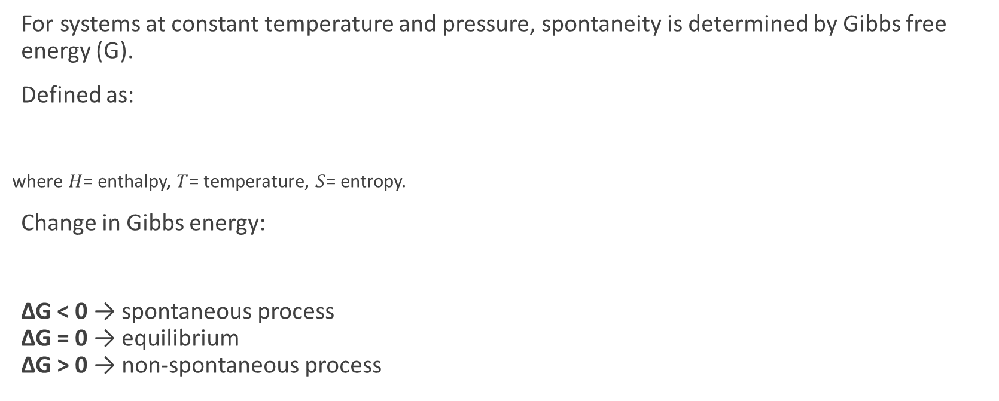 For systems at constant temperature and pressure, spontaneity is determined by Gibbs free
energy (G).
Defined as:
where H= enthalpy, T= temperature, S= entropy.
Change in Gibbs energy:
ΔG < 0 → spontaneous process
ΔG = 0 → equilibrium
ΔG > 0 → non-spontaneous process